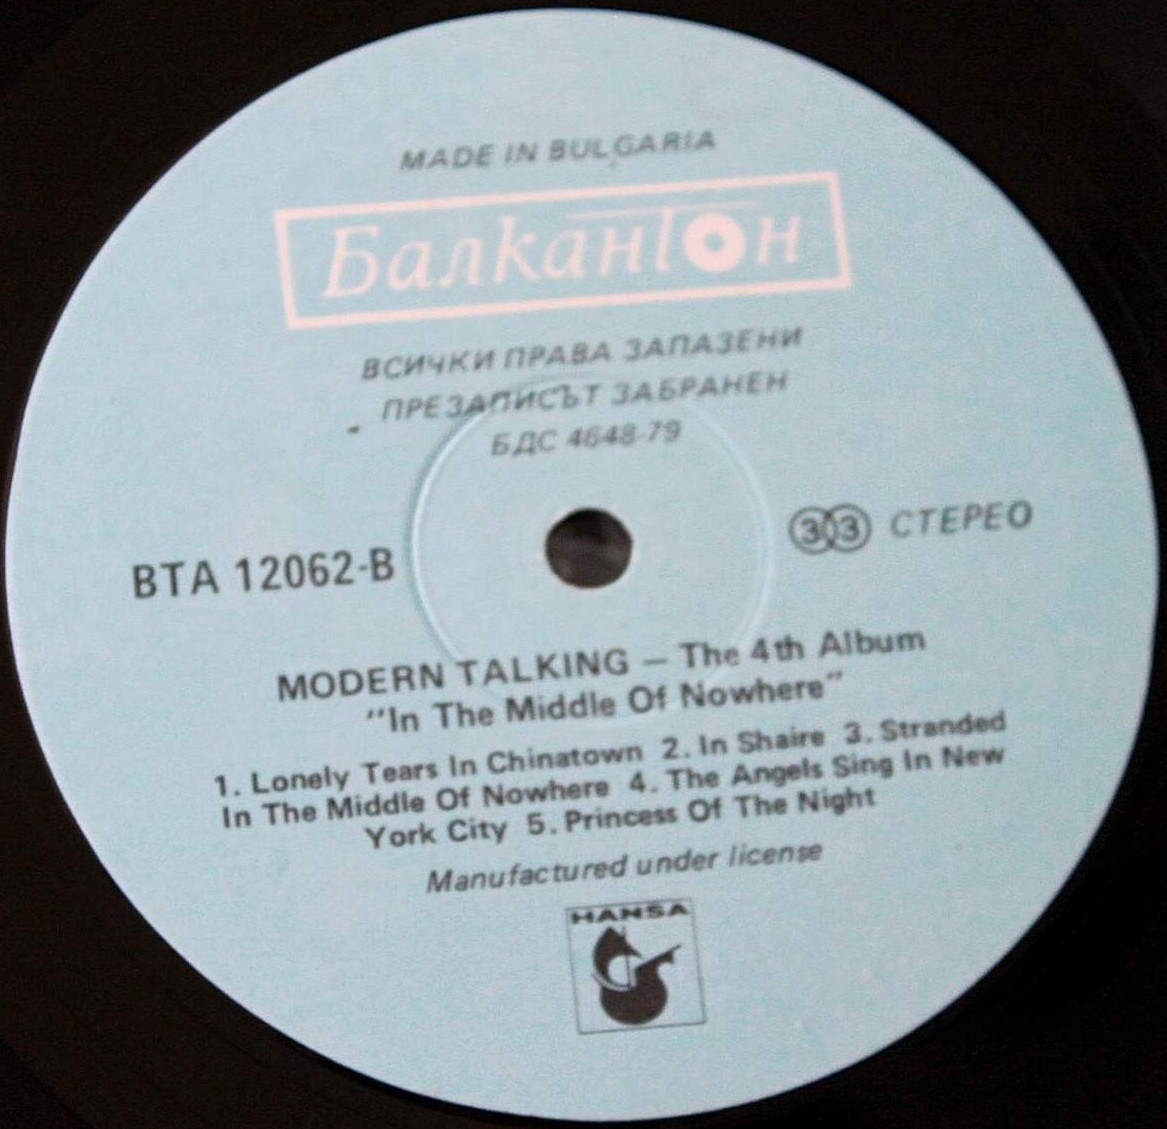 MADE IN BULGARIA
Балкантон
ВСИЧКИ ПРАВА ЗАПАЗЕНИ
ПРЕЗАПИСЪТ ЗАБРАНЕН
БДС 4648-79
ВТА 12062-В
33 СТЕРЕО
MODERN TALKING – The 4th Album
"In The Middle Of Nowhere"
1. Lonely Tears In Chinatown 2. In Shaire 3. Stranded
In The Middle Of Nowhere 4. The Angels Sing In New
York City 5. Princess Of The Night
Manufactured under license
HANSA